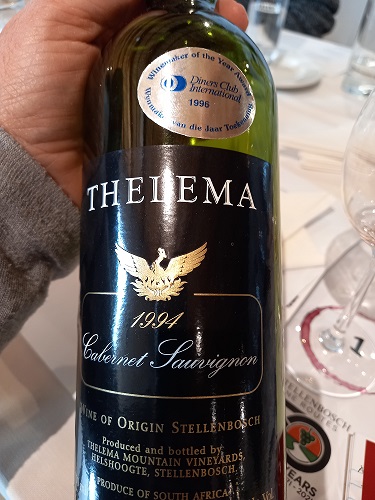 Winemaker of the Year Award
Diners Club
International
1996
Wynmaker van die Jaar Toekenning
THELEMA
1994
Cabernet Sauvignon
WINE OF ORIGIN STELLENBOSCH
Produced and bottled by
THELEMA MOUNTAIN VINEYARDS,
HELSHOOGTE, STELLENBOSCH.
PRODUCE OF SOUTH AFRICA
1
STELLENBOSCH
YEARS